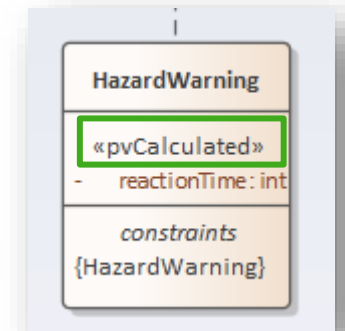 HazardWarning
«pvCalculated»
- reactionTime: int
constraints
{HazardWarning}